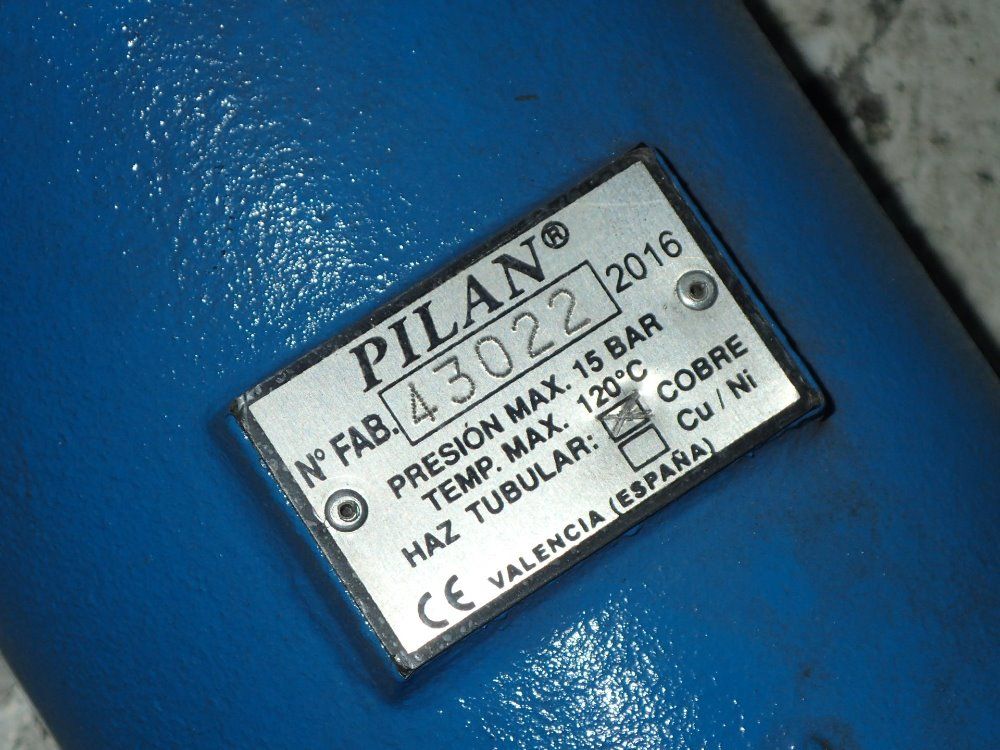 PILAN®
Nº FAB. 43022 2016
PRESIÓN MAX. 15 BAR
TEMP. MAX. 120°C
HAZ TUBULAR: COBRE
Cu / Ni
CE VALENCIA (ESPAÑA)